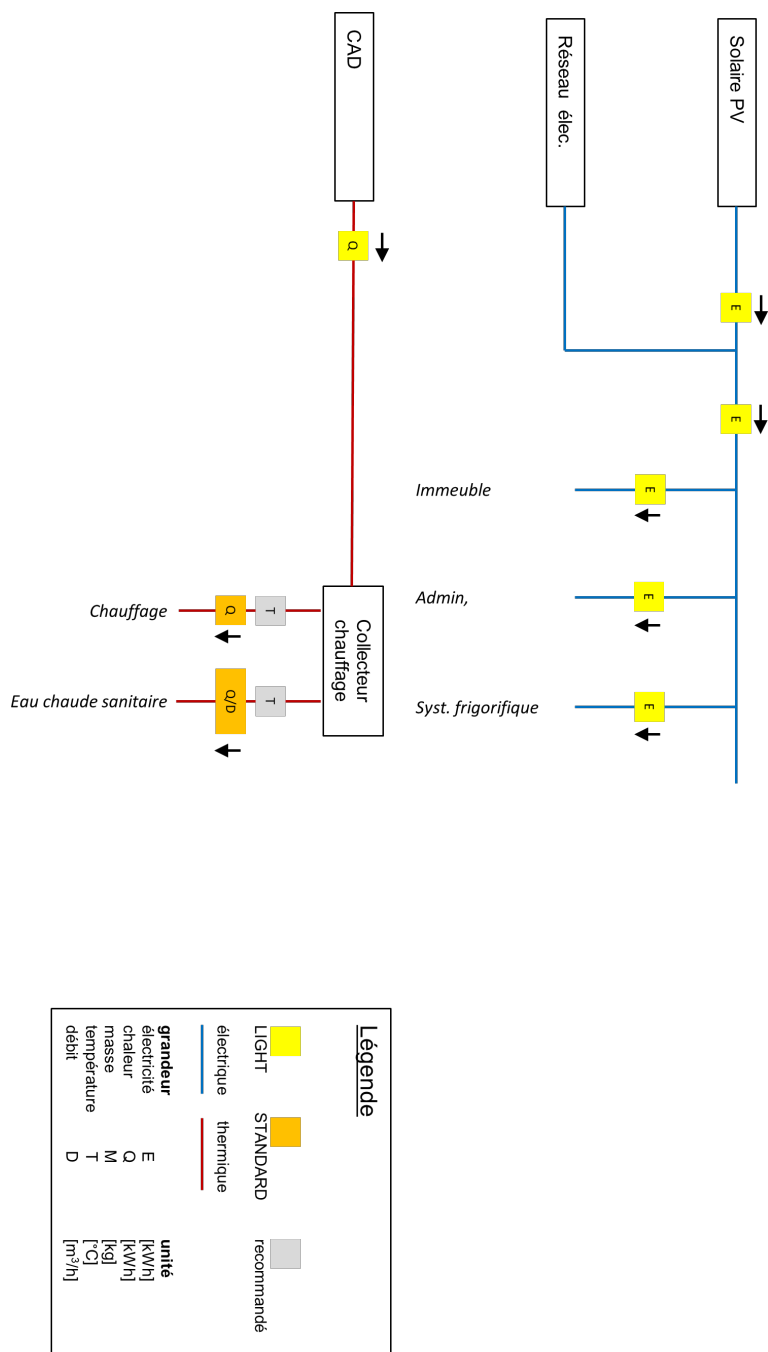 Solaire PV
Réseau élec.
CAD
E
E
Q
Immeuble
E
Admin,
E
Syst. frigorifique
E
Collecteur
chauffage
Chauffage
Q
T
Eau chaude sanitaire
Q/D
T
Légende
LIGHT STANDARD recommandé
électrique thermique
grandeur unité
électricité E [kWh]
chaleur Q [kWh]
masse M [kg]
température T [°C]
débit D [m³/h]